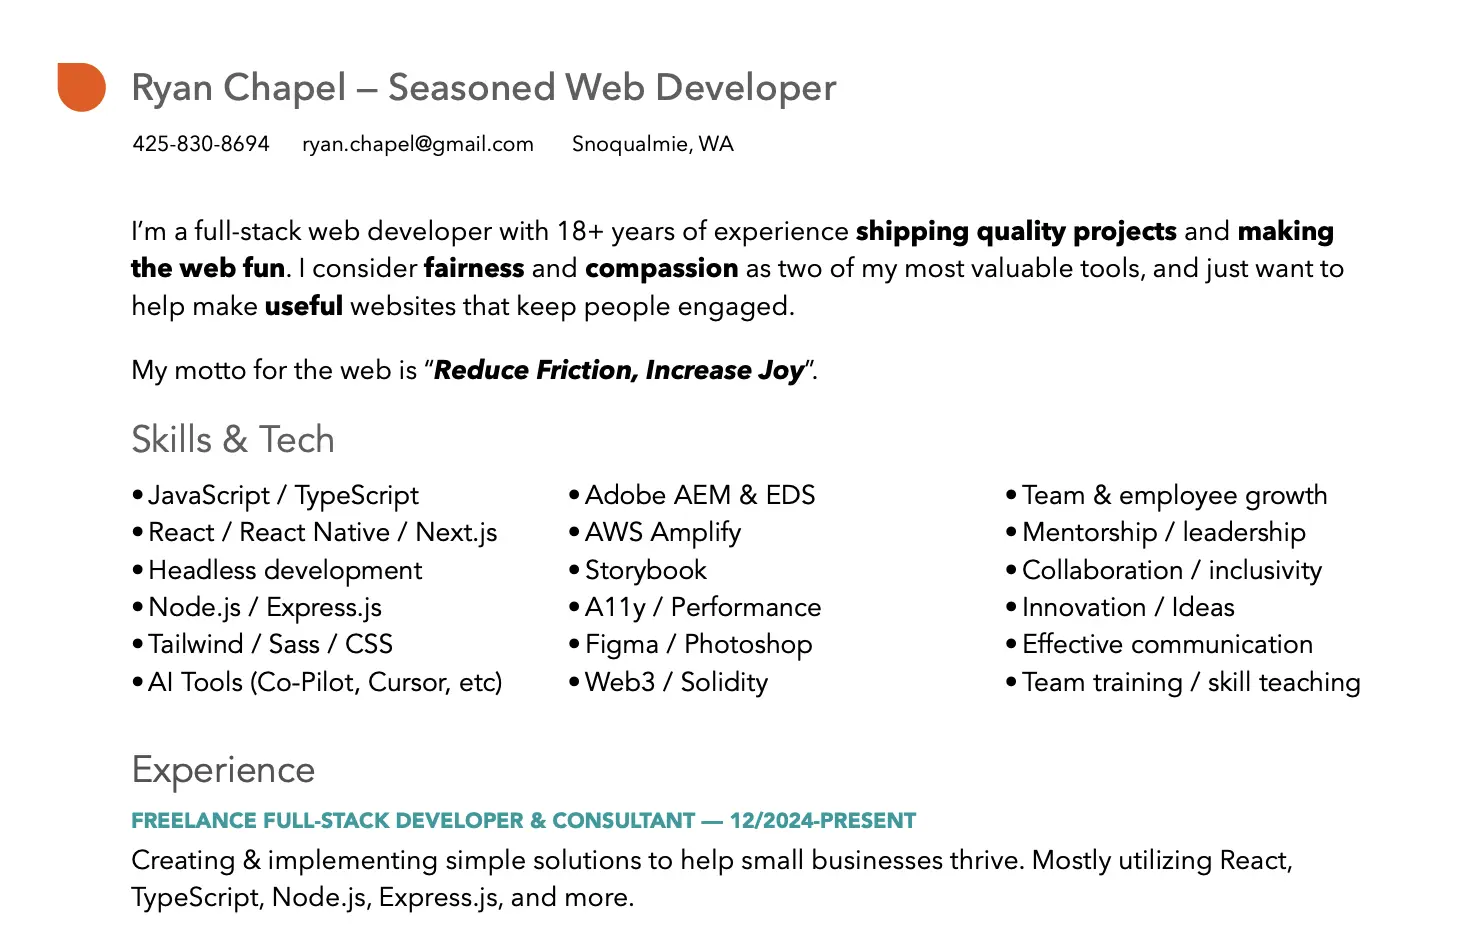 Ryan Chapel – Seasoned Web Developer
425-830-8694 ryan.chapel@gmail.com Snoqualmie, WA
I’m a full-stack web developer with 18+ years of experience shipping quality projects and making
the web fun. I consider fairness and compassion as two of my most valuable tools, and just want to
help make useful websites that keep people engaged.
My motto for the web is “Reduce Friction, Increase Joy”.
Skills & Tech
• JavaScript / TypeScript
• React / React Native / Next.js
• Headless development
• Node.js / Express.js
• Tailwind / Sass / CSS
• AI Tools (Co-Pilot, Cursor, etc)
• Adobe AEM & EDS
• AWS Amplify
• Storybook
• A11y / Performance
• Figma / Photoshop
• Web3 / Solidity
• Team & employee growth
• Mentorship / leadership
• Collaboration / inclusivity
• Innovation / Ideas
• Effective communication
• Team training / skill teaching
Experience
FREELANCE FULL-STACK DEVELOPER & CONSULTANT — 12/2024-PRESENT
Creating & implementing simple solutions to help small businesses thrive. Mostly utilizing React,
TypeScript, Node.js, Express.js, and more.